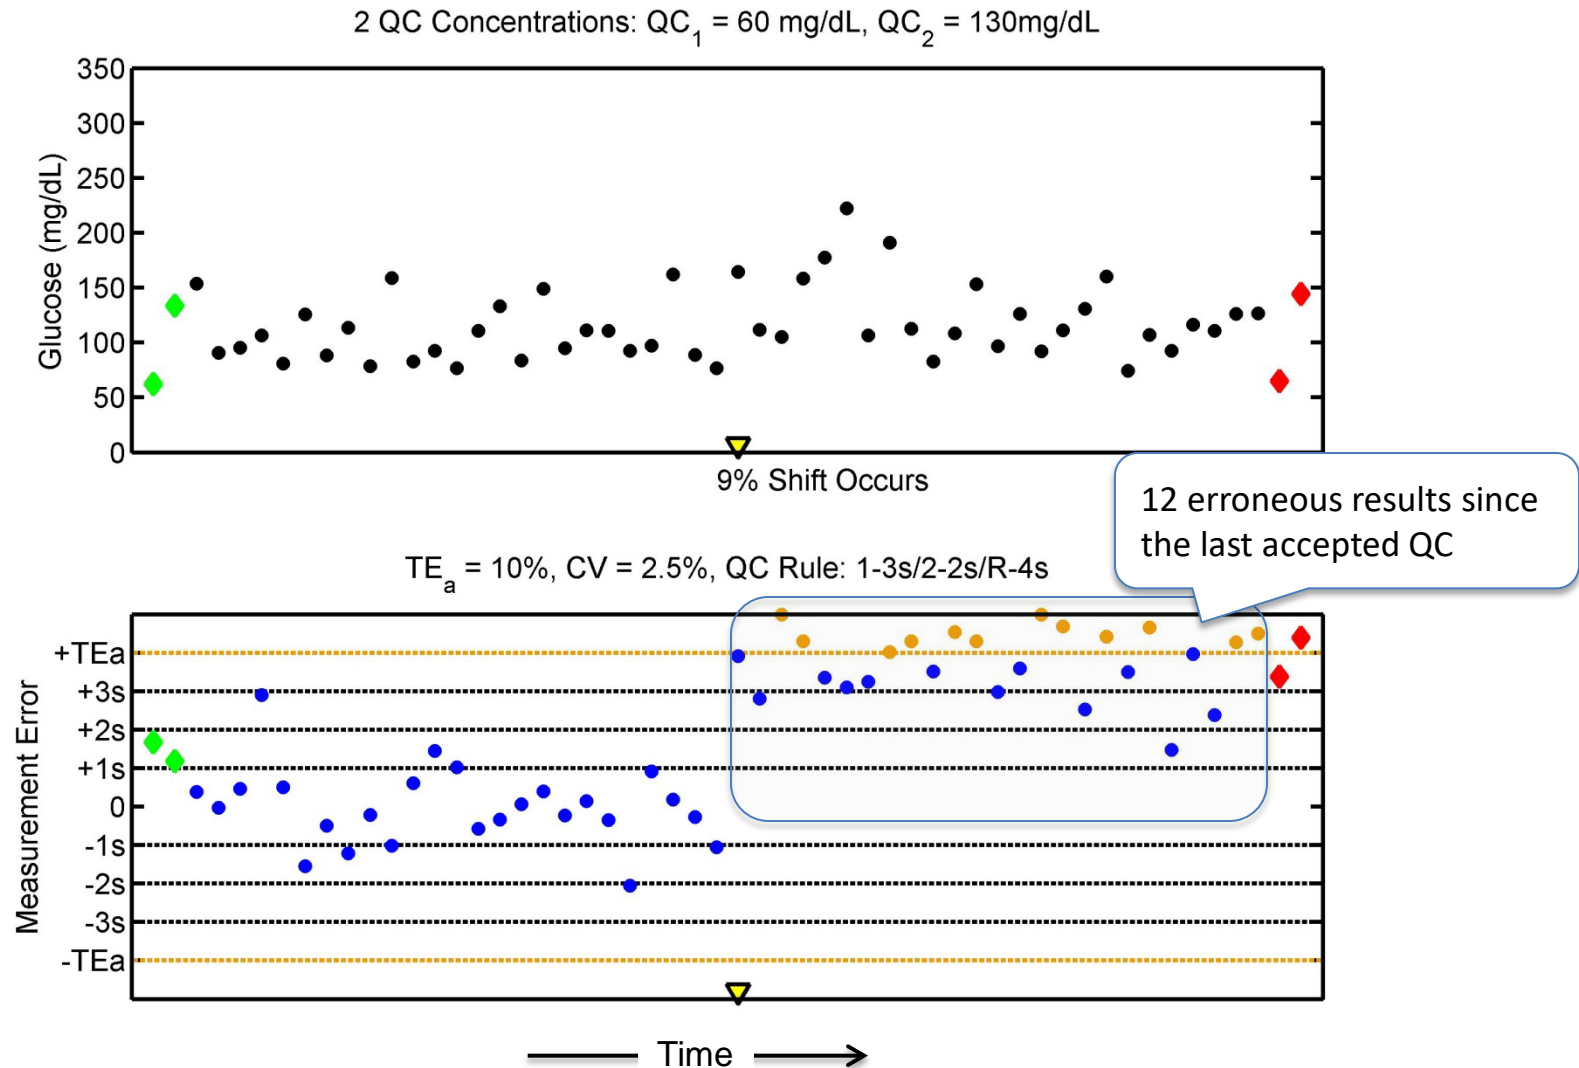 2 QC Concentrations: QC1 = 60 mg/dL, QC2 = 130mg/dL
Glucose (mg/dL)
350
300
250
200
150
100
50
0
9% Shift Occurs
12 erroneous results since
the last accepted QC
TEa = 10%, CV = 2.5%, QC Rule: 1-3s/2-2s/R-4s
Measurement Error
+TEa
+3s
+2s
+1s
0
-1s
-2s
-3s
-TEa
Time